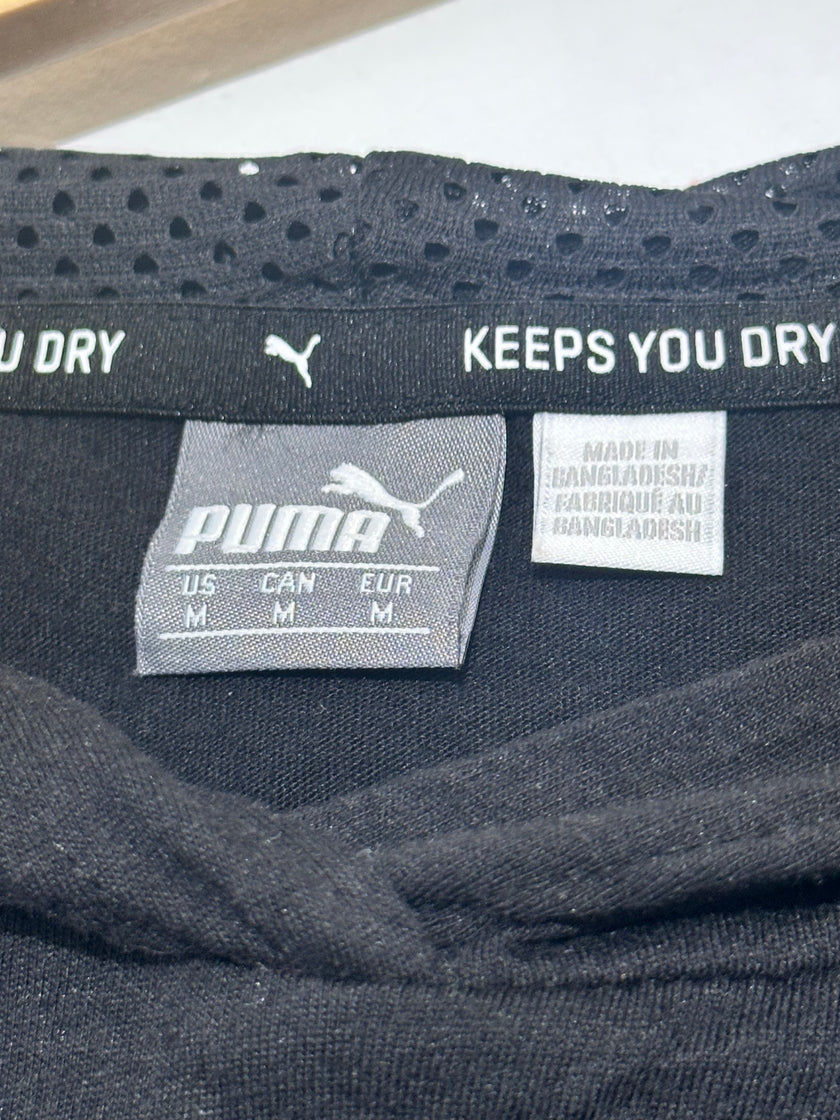 U DRY KEEPS YOU DRY
PUMA
US CAN EUR
M M M
MADE IN
BANGLADESH/
FABRIQUÉ AU
BANGLADESH